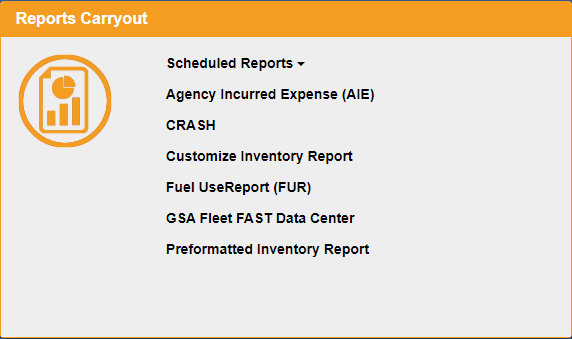 Reports Carryout
Scheduled Reports
Agency Incurred Expense (AIE)
CRASH
Customize Inventory Report
Fuel UseReport (FUR)
GSA Fleet FAST Data Center
Preformatted Inventory Report